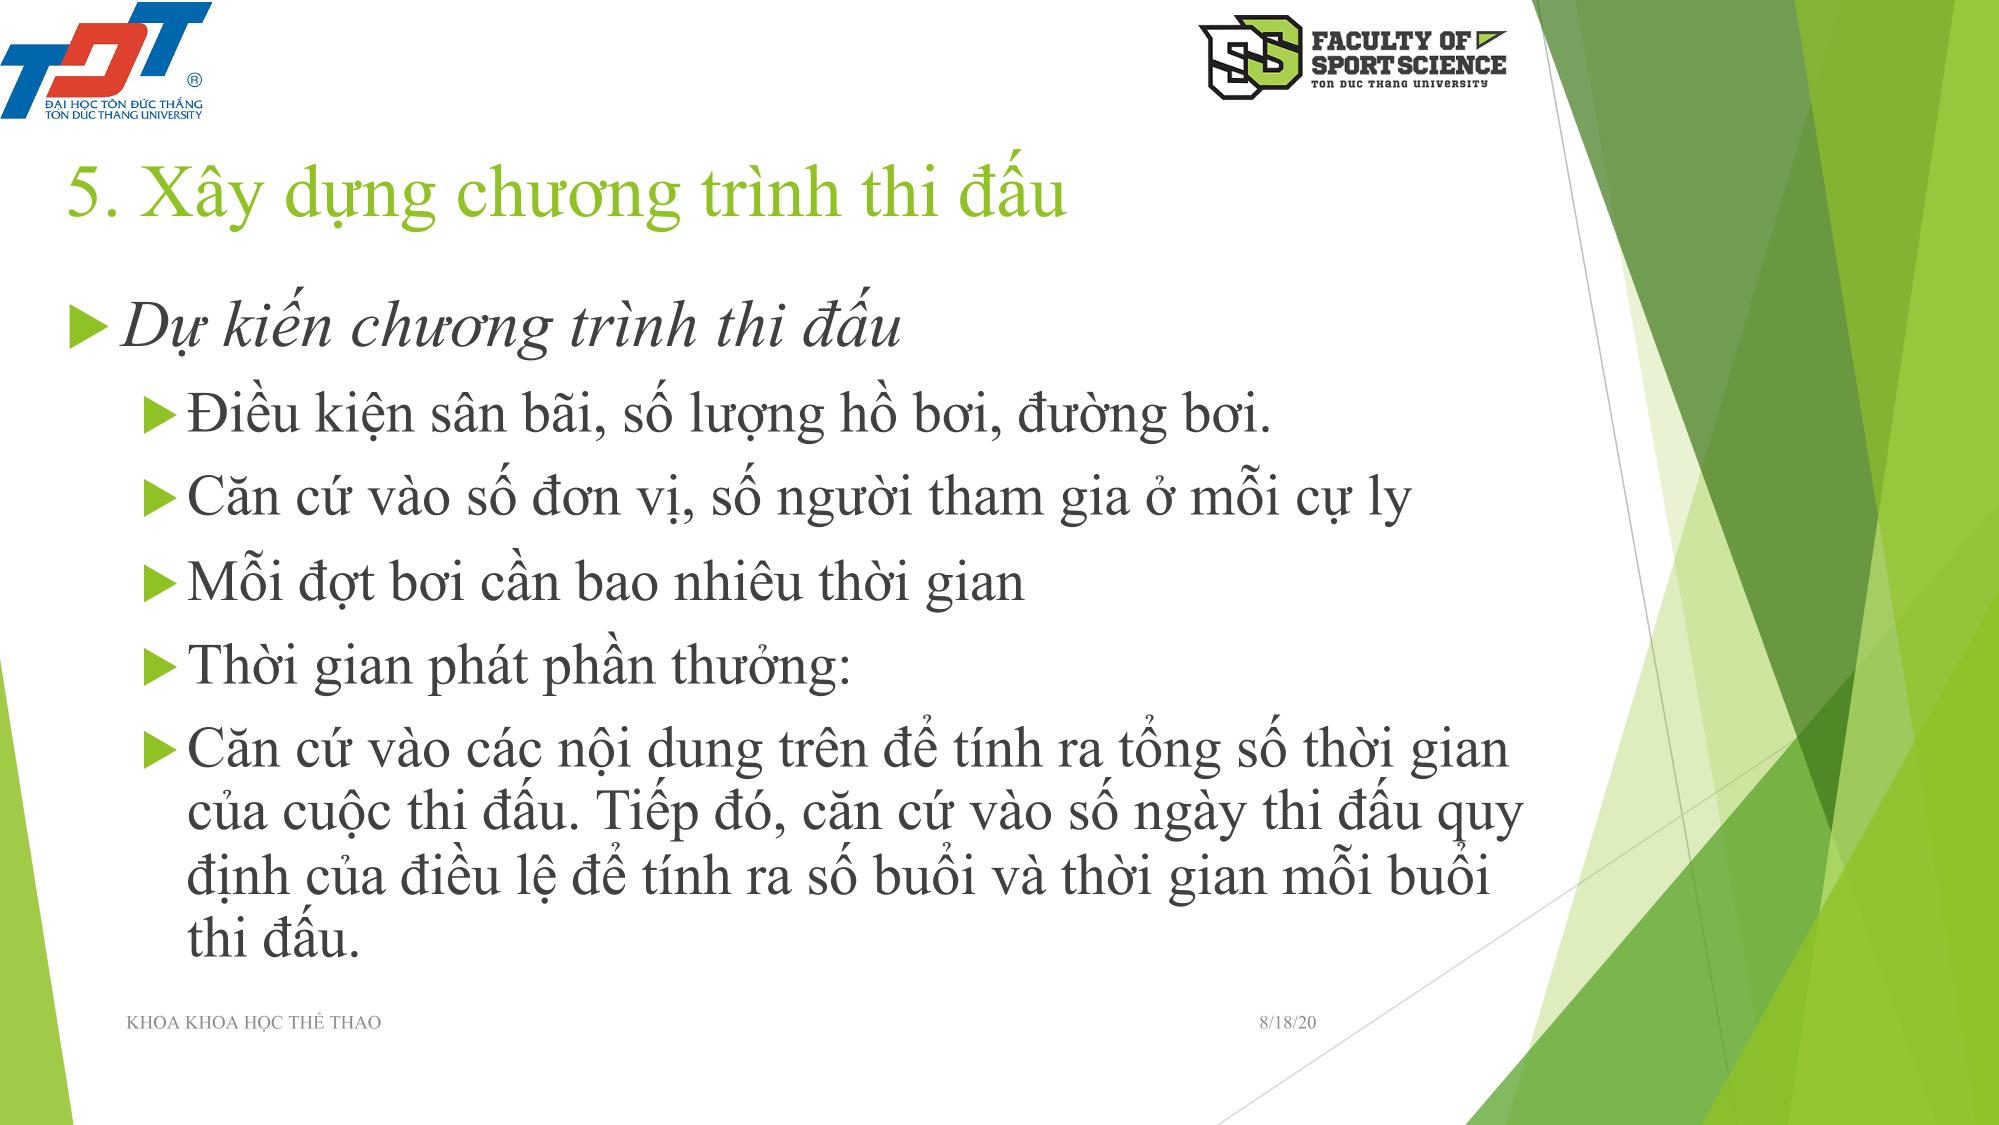 TDT
®
ĐẠI HỌC TÔN ĐỨC THẮNG
TON DUC THANG UNIVERSITY
SS
FACULTY OF
SPORT SCIENCE
TON DUC THANG UNIVERSITY
5. Xây dựng chương trình thi đấu
Dự kiến chương trình thi đấu
Điều kiện sân bãi, số lượng hồ bơi, đường bơi.
Căn cứ vào số đơn vị, số người tham gia ở mỗi cự ly
Mỗi đợt bơi cần bao nhiêu thời gian
Thời gian phát phần thưởng:
Căn cứ vào các nội dung trên để tính ra tổng số thời gian
của cuộc thi đấu. Tiếp đó, căn cứ vào số ngày thi đấu quy
định của điều lệ để tính ra số buổi và thời gian mỗi buổi
thi đấu.
KHOA KHOA HỌC THỂ THAO
8/18/20